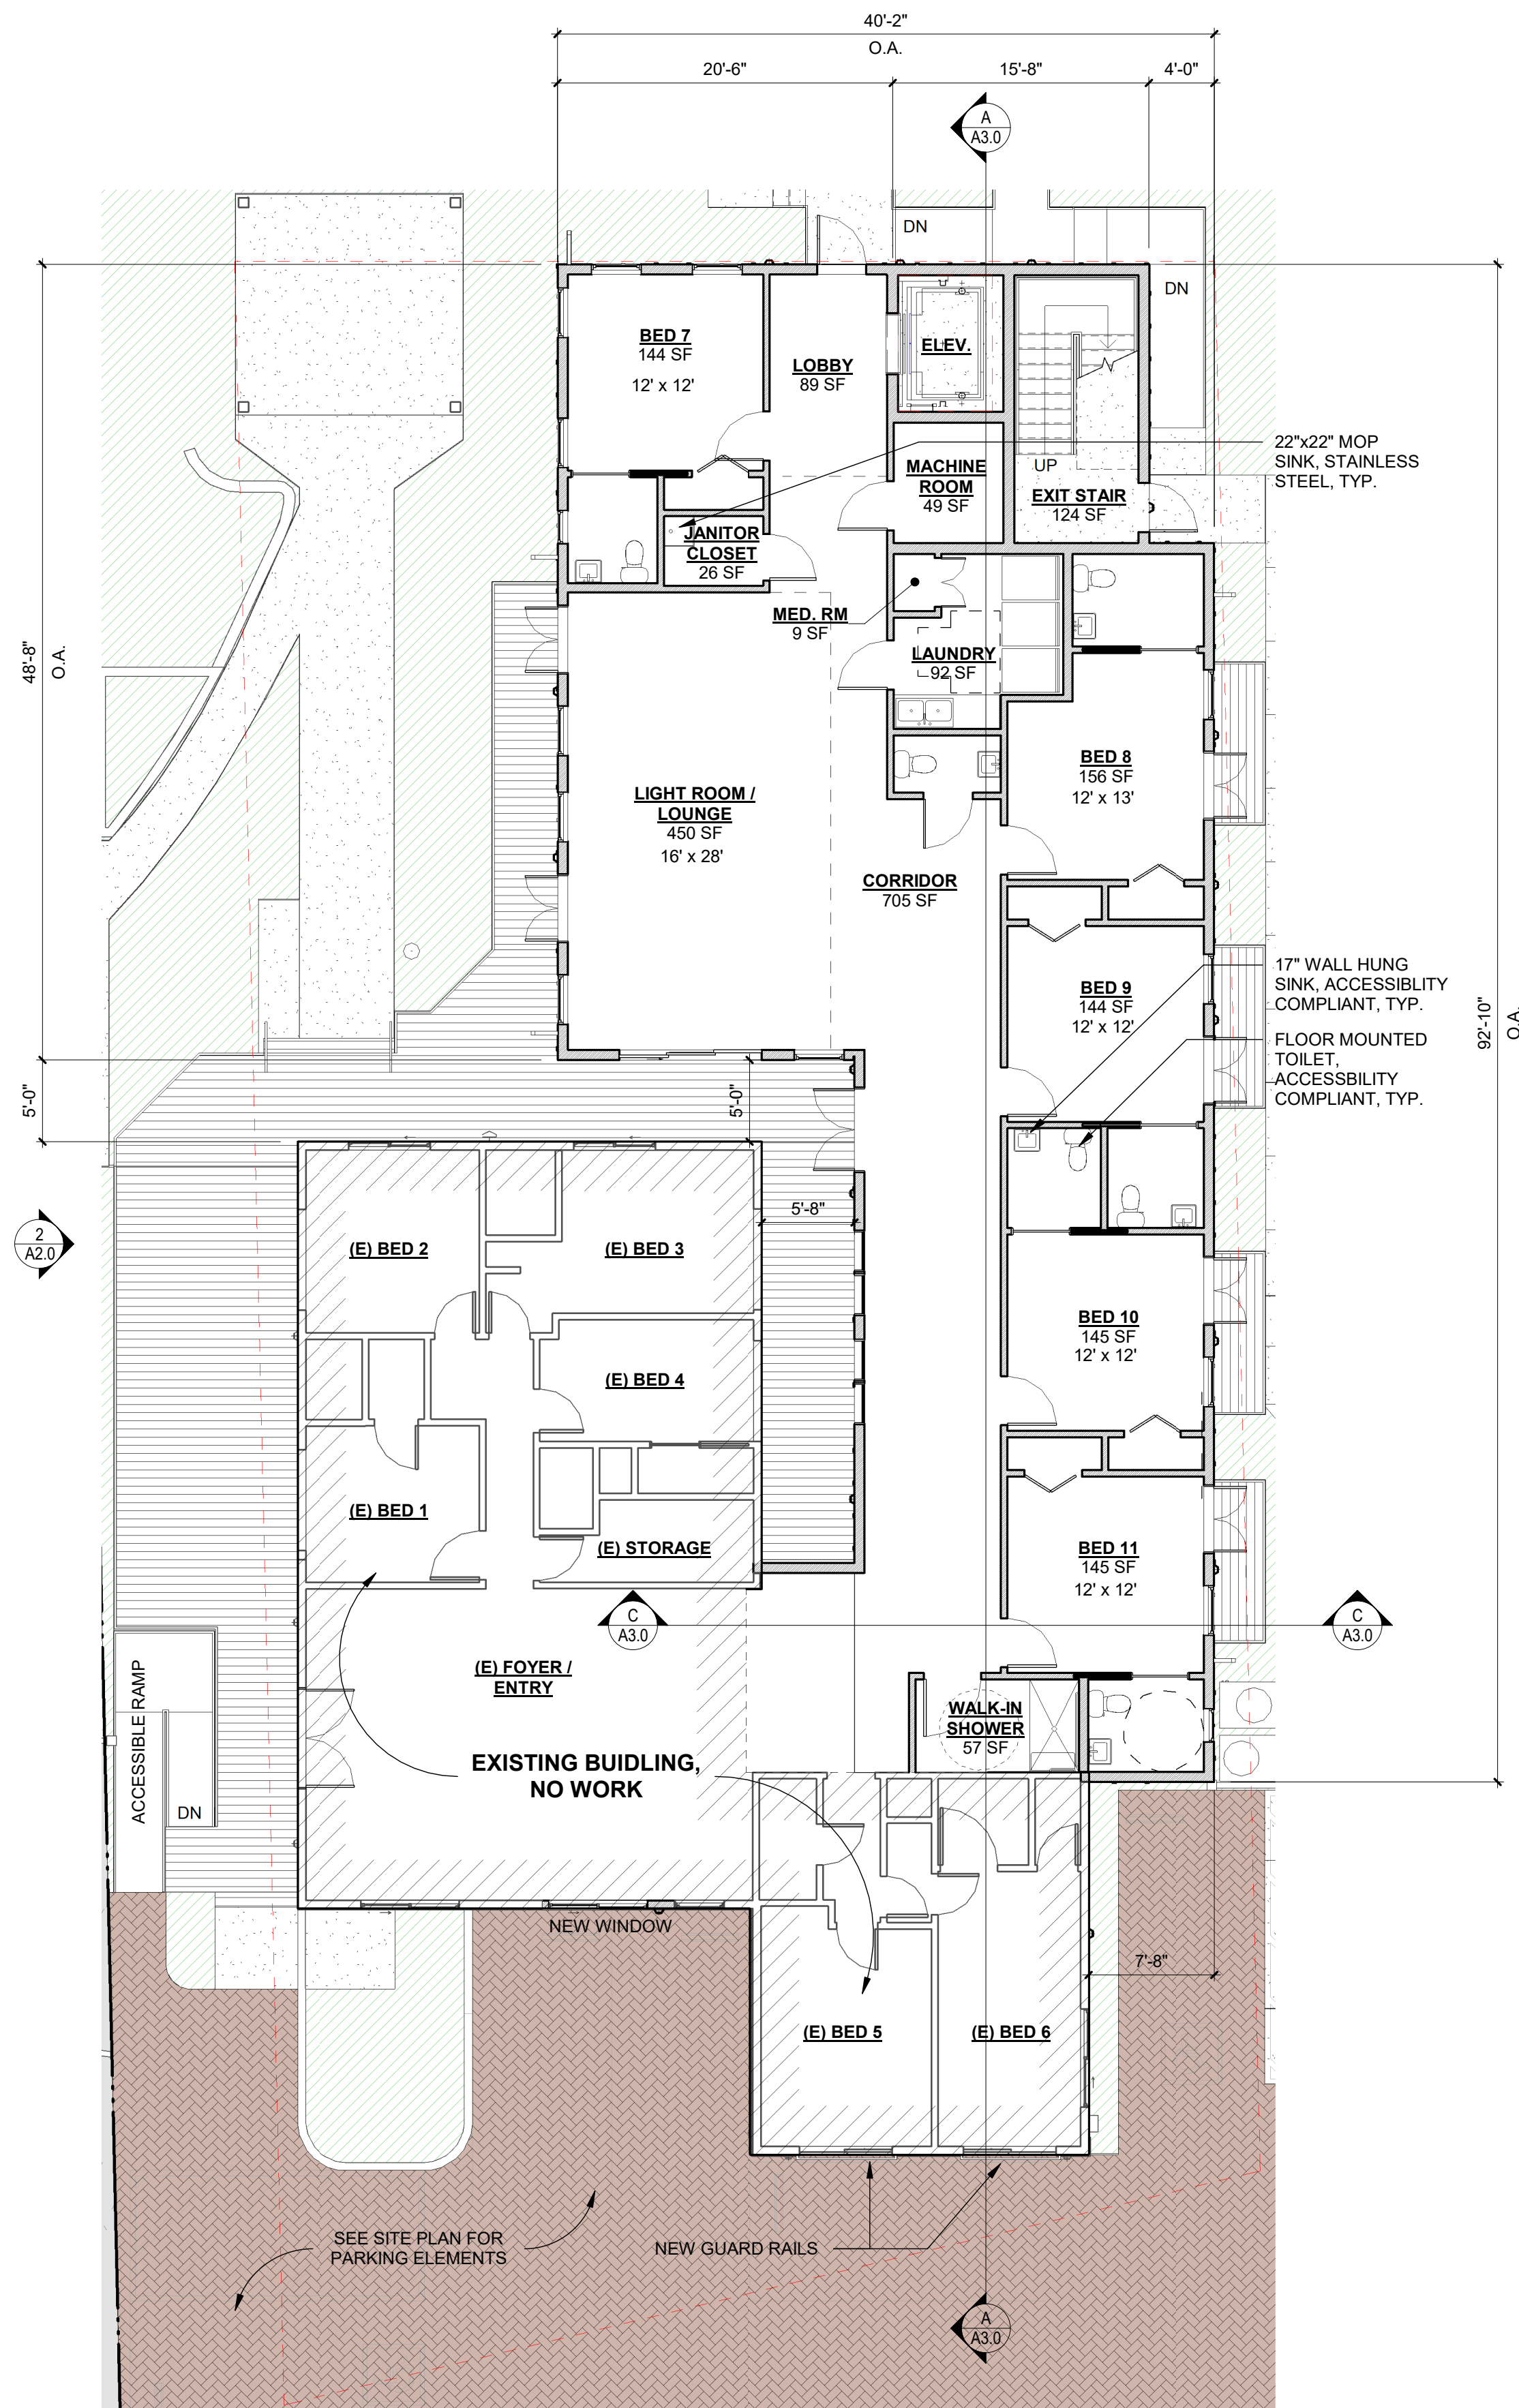 40'-2"
O.A.
20'-6"
15'-8"
4'-0"
A
A3.0
DN
DN
BED 7
144 SF
12' x 12'
LOBBY
89 SF
ELEV.
MACHINE
ROOM
49 SF
UP
EXIT STAIR
124 SF
22"x22" MOP
SINK, STAINLESS
STEEL, TYP.
JANITOR
CLOSET
26 SF
MED. RM
9 SF
LAUNDRY
92 SF
48'-8"
O.A.
BED 8
156 SF
12' x 13'
LIGHT ROOM /
LOUNGE
450 SF
16' x 28'
CORRIDOR
705 SF
17" WALL HUNG
SINK, ACCESSIBLITY
COMPLIANT, TYP.
BED 9
144 SF
12' x 12'
92'-10"
O.A.
FLOOR MOUNTED
TOILET,
ACCESSBILITY
COMPLIANT, TYP.
5'-0"
5'-0"
2
A2.0
5'-8"
(E) BED 2
(E) BED 3
BED 10
145 SF
12' x 12'
(E) BED 4
(E) BED 1
(E) STORAGE
BED 11
145 SF
12' x 12'
C
A3.0
C
A3.0
(E) FOYER /
ENTRY
ACCESSIBLE RAMP
DN
WALK-IN
SHOWER
57 SF
EXISTING BUIDLING,
NO WORK
NEW WINDOW
7'-8"
(E) BED 5
(E) BED 6
SEE SITE PLAN FOR
PARKING ELEMENTS
NEW GUARD RAILS
A
A3.0